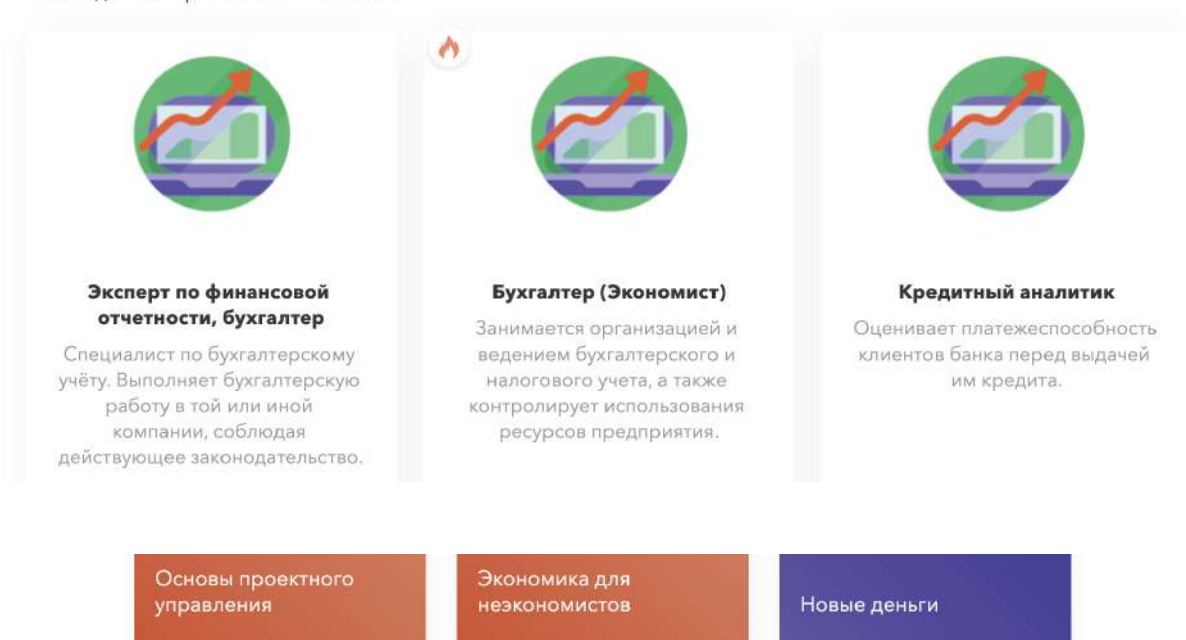 Эксперт по финансовой
отчетности, бухгалтер
Специалист по бухгалтерскому
учёту. Выполняет бухгалтерскую
работу в той или иной
компании, соблюдая
действующее законодательство.
Бухгалтер (Экономист)
Занимается организацией и
ведением бухгалтерского и
налогового учета, а также
контролирует использования
ресурсов предприятия.
Кредитный аналитик
Оценивает платежеспособность
клиентов банка перед выдачей
им кредита.
Основы проектного
управления
Экономика для
неэкономистов
Новые деньги